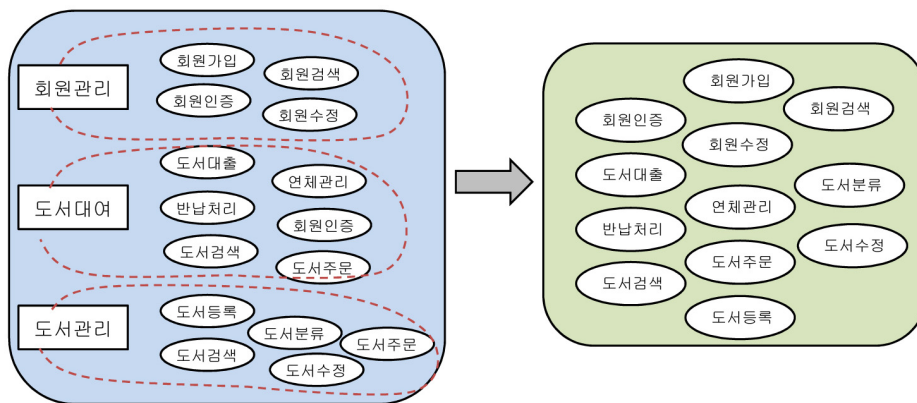 회원관리
회원가입
회원검색
회원인증
회원수정
도서대여
도서대출
연체관리
반납처리
회원인증
도서검색
도서주문
도서관리
도서등록
도서분류
도서주문
도서검색
도서수정
회원가입
회원검색
회원인증
회원수정
도서대출
도서분류
연체관리
반납처리
도서수정
도서주문
도서검색
도서등록